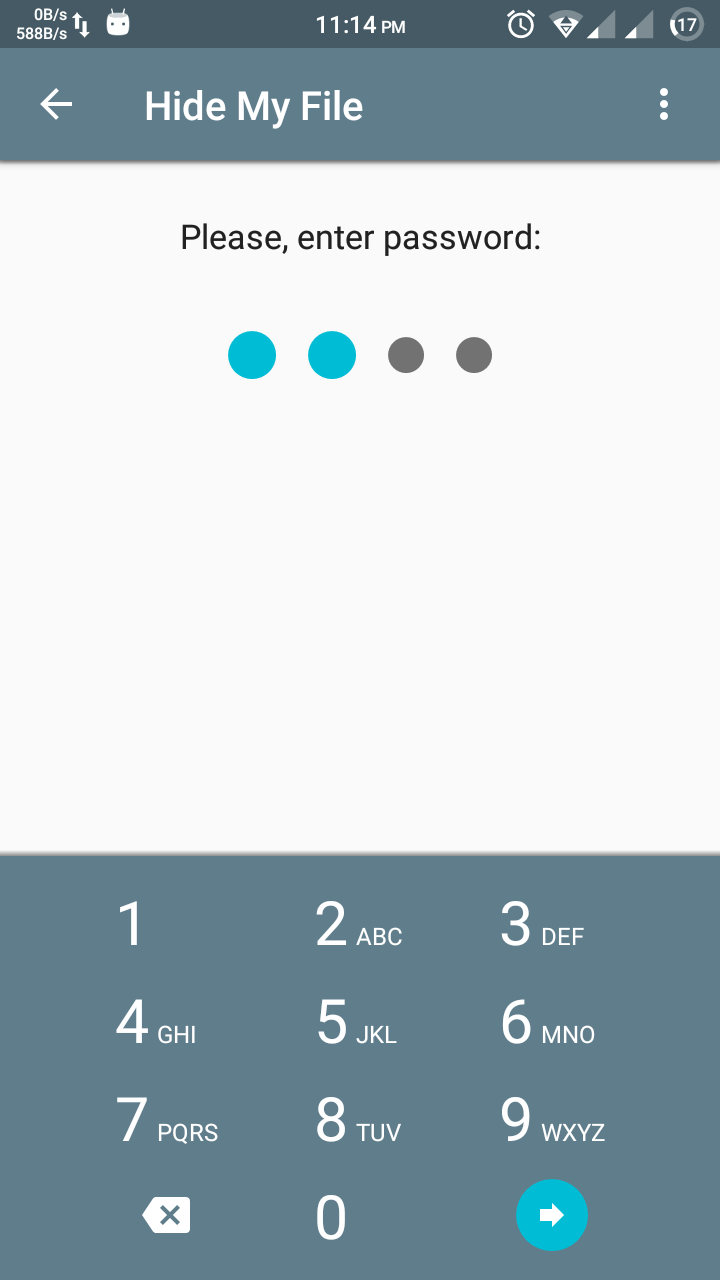 0B/s
588B/s
11:14 PM
17
Hide My File
Please, enter password:
1 2 ABC 3 DEF
4 GHI 5 JKL 6 MNO
7 PQRS 8 TUV 9 WXYZ
0